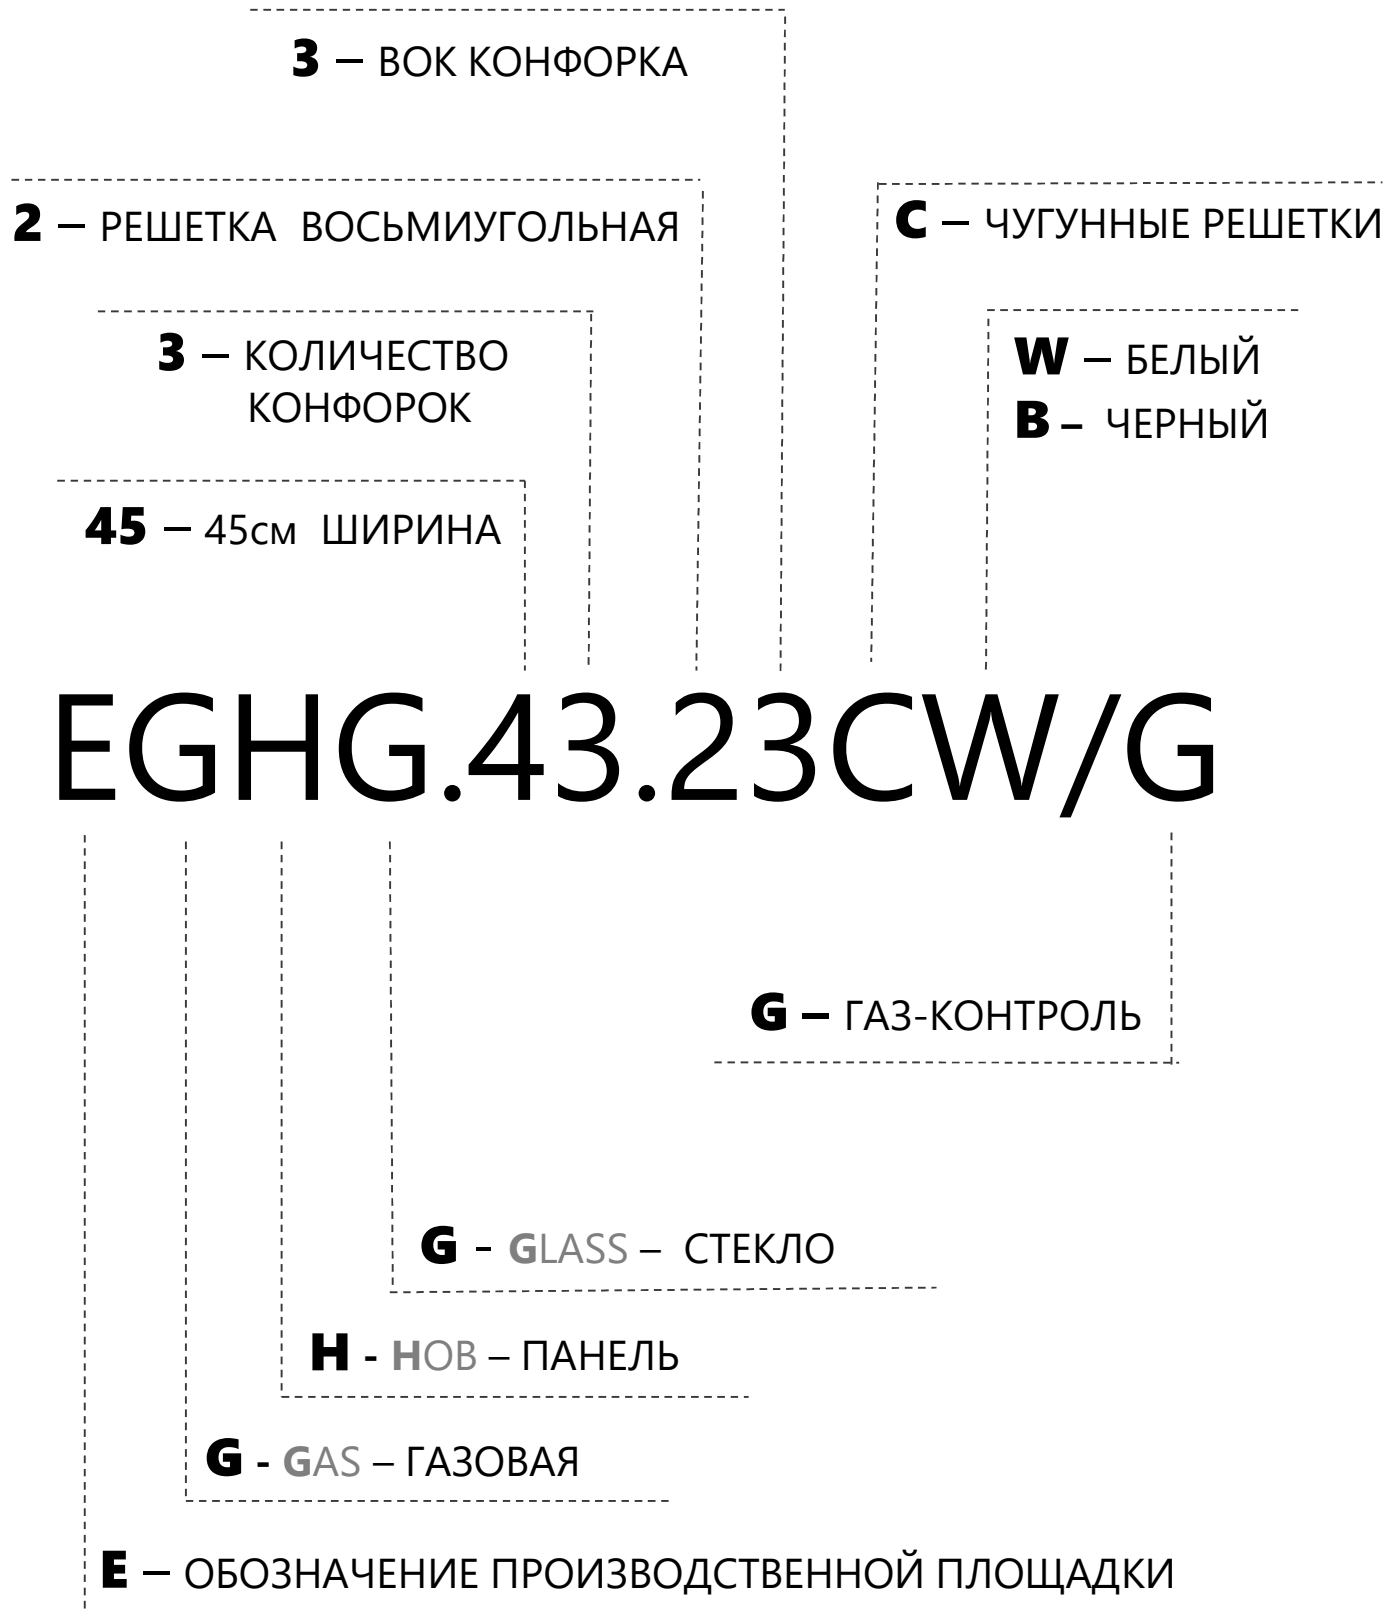 3 – ВОК КОНФОРКА
2 – РЕШЕТКА ВОСЬМИУГОЛЬНАЯ
C – ЧУГУННЫЕ РЕШЕТКИ
3 – КОЛИЧЕСТВО
КОНФОРОК
W – БЕЛЫЙ
B – ЧЕРНЫЙ
45 – 45см ШИРИНА
EGHG.43.23CW/G
G – ГАЗ-КОНТРОЛЬ
G - GLASS – СТЕКЛО
H - HOB – ПАНЕЛЬ
G - GAS – ГАЗОВАЯ
E – ОБОЗНАЧЕНИЕ ПРОИЗВОДСТВЕННОЙ ПЛОЩАДКИ